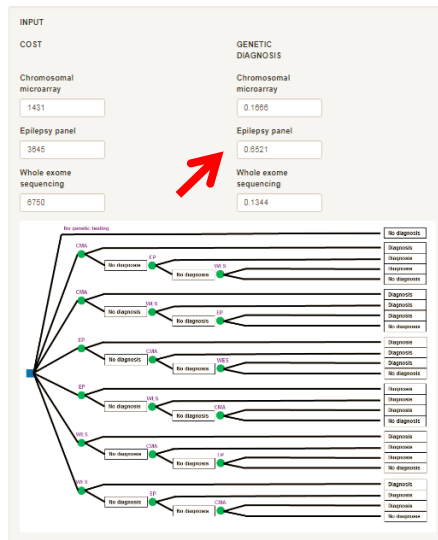 INPUT
COST
GENETIC
DIAGNOSIS
Chromosomal
microarray
Chromosomal
microarray
1431
0.1666
Epilepsy panel
Epilepsy panel
3645
0.6521
Whole exome
sequencing
Whole exome
sequencing
6750
0.1344
No genetic testing
No diagnosis
CMA
Diagnosis
EP
Diagnosis
No diagnosis
WES
Diagnosis
No diagnosis
No diagnosis
CMA
Diagnosis
WES
Diagnosis
No diagnosis
EP
Diagnosis
No diagnosis
No diagnosis
EP
Diagnosis
CMA
Diagnosis
No diagnosis
WES
Diagnosis
No diagnosis
No diagnosis
EP
Diagnosis
WES
Diagnosis
No diagnosis
CMA
Diagnosis
No diagnosis
No diagnosis
WES
Diagnosis
CMA
Diagnosis
No diagnosis
EP
Diagnosis
No diagnosis
No diagnosis
WES
Diagnosis
EP
Diagnosis
No diagnosis
CMA
Diagnosis
No diagnosis
No diagnosis